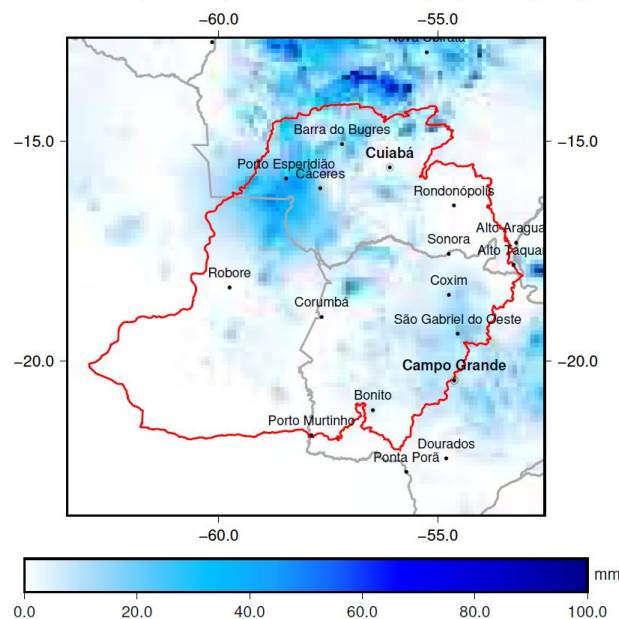 −60.0 −55.0
Nova Ubiratã
−15.0 −15.0
Barra do Bugres
Cuiabá
Porto Esperidião
Cáceres
Rondonópolis
Alto Aragua
Sonora
Alto Taquar
Robore
Coxim
Corumbá
São Gabriel do Oeste
−20.0 −20.0
Campo Grande
Bonito
Porto Murtinho
Dourados
Ponta Porã
−60.0 −55.0
mm
0.0 20.0 40.0 60.0 80.0 100.0